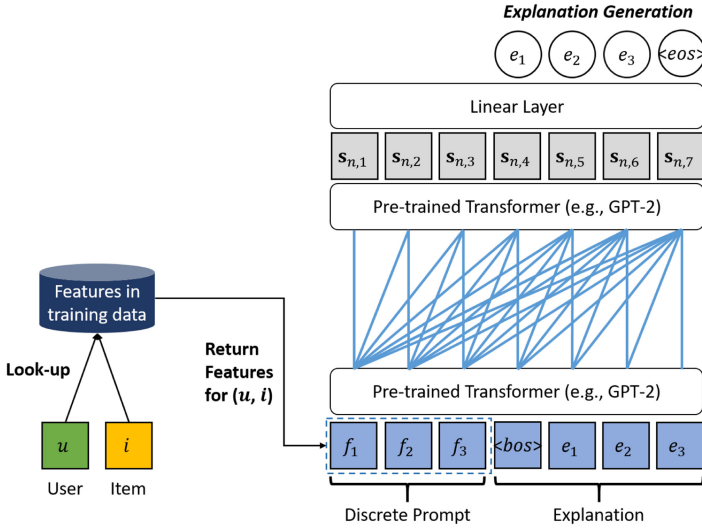 Explanation Generation
e₁ e₂ e₃ <eos>
Linear Layer
sₙ,₁ sₙ,₂ sₙ,₃ sₙ,₄ sₙ,₅ sₙ,₆ sₙ,₇
Pre-trained Transformer (e.g., GPT-2)
Features in
training data
Look-up
Return
Features
for (u, i)
Pre-trained Transformer (e.g., GPT-2)
u i
f₁ f₂ f₃ <bos> e₁ e₂ e₃
User Item
Discrete Prompt Explanation